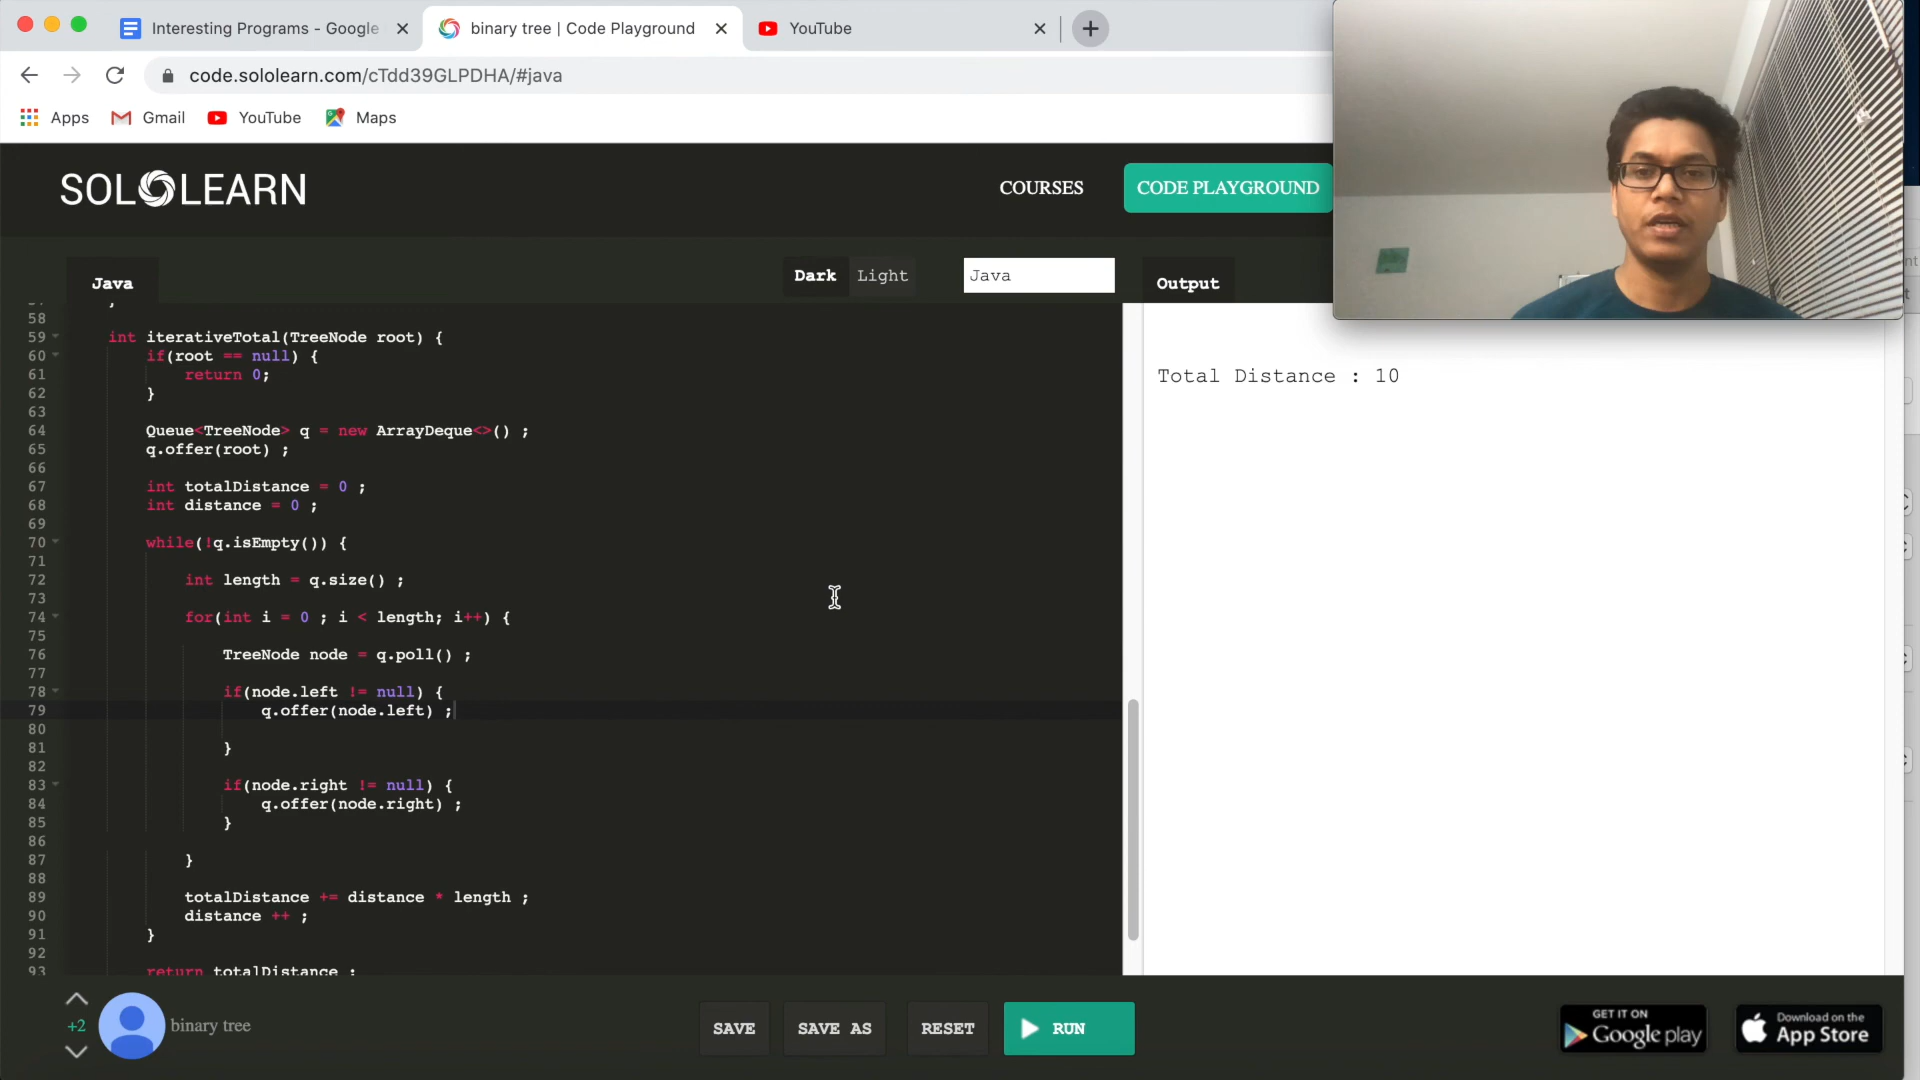 Interesting Programs - Google
binary tree | Code Playground
YouTube
code.sololearn.com/cTdd39GLPDHA/#java
Apps
Gmail
YouTube
Maps
SOLOLEARN
COURSES
CODE PLAYGROUND
Java
Dark
Light
Java
Output
58
59 int iterativeTotal(TreeNode root) {
60 if(root == null) {
61 return 0;
62 }
63
64 Queue<TreeNode> q = new ArrayDeque<>() ;
65 q.offer(root) ;
66
67 int totalDistance = 0 ;
68 int distance = 0 ;
69
70 while(!q.isEmpty()) {
71
72 int length = q.size() ;
73
74 for(int i = 0 ; i < length; i++) {
75
76 TreeNode node = q.poll() ;
77
78 if(node.left != null) {
79 q.offer(node.left) ;
80
81 }
82
83 if(node.right != null) {
84 q.offer(node.right) ;
85 }
86
87 }
88
89 totalDistance += distance * length ;
90 distance ++ ;
91 }
92
93 return totalDistance ;
Total Distance : 10
+2
binary tree
SAVE
SAVE AS
RESET
RUN
GET IT ON
Google play
Download on the
App Store